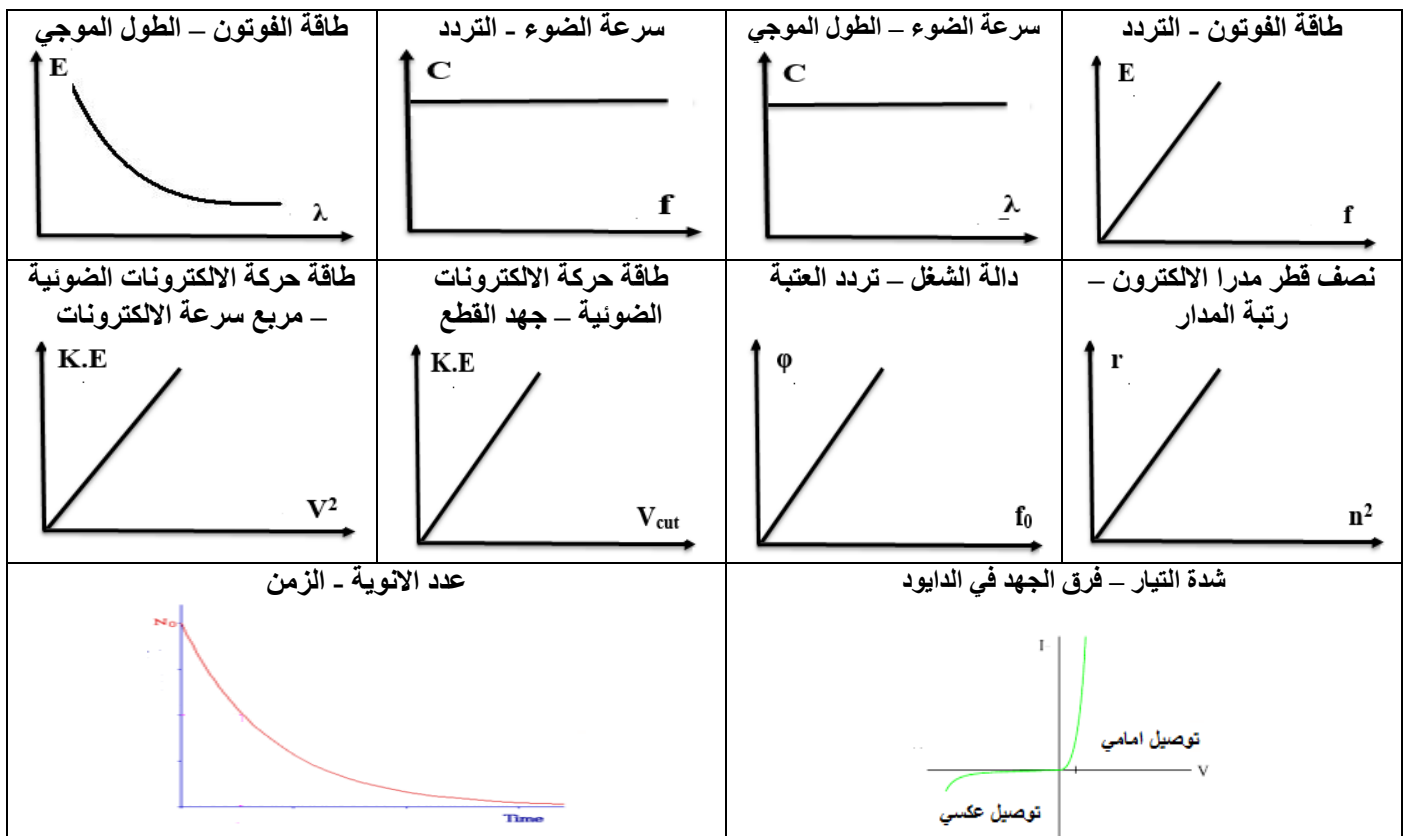 طاقة الفوتون - التردد
E
f
سرعة الضوء – الطول الموجي
C
λ
سرعة الضوء - التردد
C
f
طاقة الفوتون – الطول الموجي
E
λ
نصف قطر مدرا الالكترون –
رتبة المدار
r
n²
دالة الشغل – تردد العتبة
φ
f₀
طاقة حركة الالكترونات
الضوئية – جهد القطع
K.E
Vcut
طاقة حركة الالكترونات الضوئية
– مربع سرعة الالكترونات
K.E
V²
شدة التيار – فرق الجهد في الدايود
I
توصيل امامي
V
توصيل عكسي
عدد الانوية - الزمن
N₀
Time